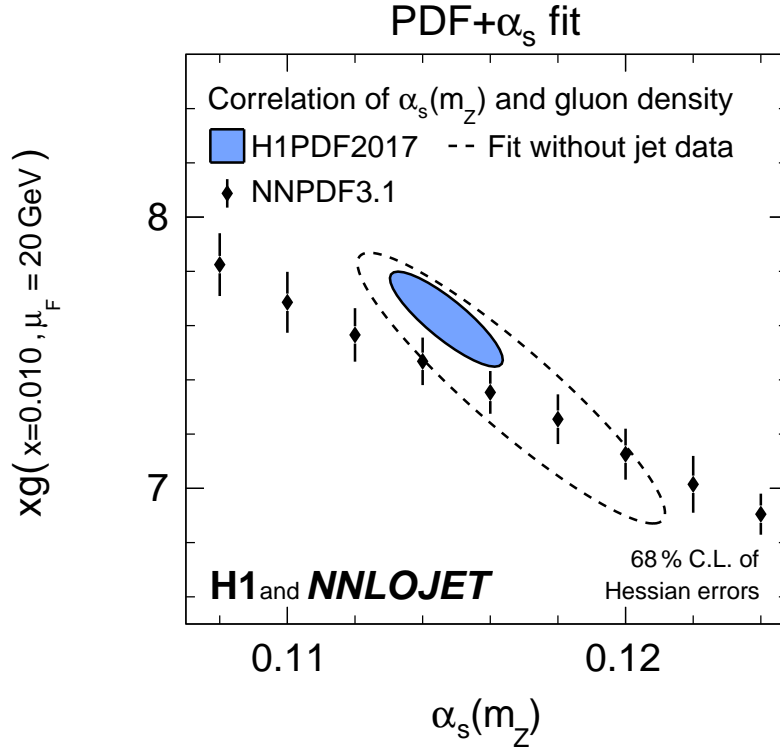 PDF+αs fit
Correlation of αs(mZ) and gluon density
H1PDF2017 Fit without jet data
NNPDF3.1
xg( x=0.010 , μF = 20 GeV )
8
7
H1 and NNLOJET
68 % C.L. of
Hessian errors
0.11 0.12
αs(mZ)